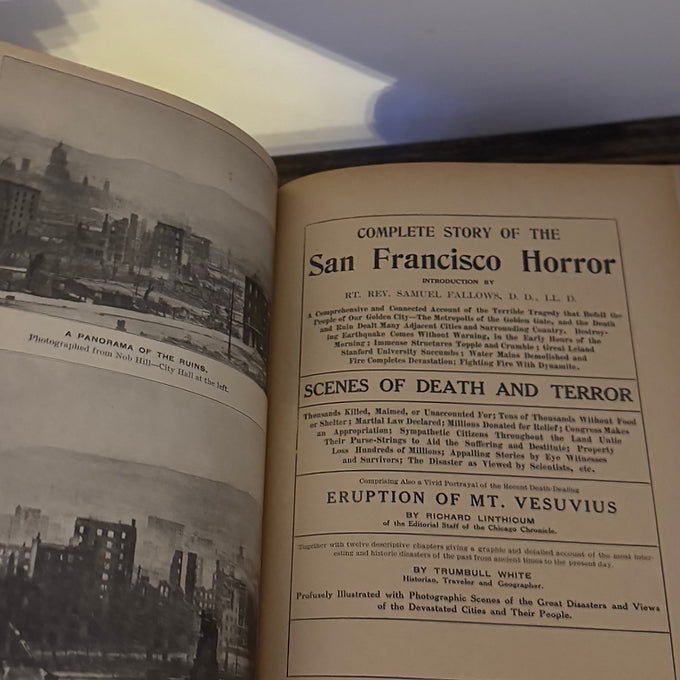 A PANORAMA OF THE RUINS.
Photographed from Nob Hill—City Hall at the left.
COMPLETE STORY OF THE
San Francisco Horror
INTRODUCTION BY
RT. REV. SAMUEL FALLOWS, D. D., LL. D.
A Comprehensive and Connected Account of the Terrible Tragedy that Befell the
People of Our Golden City—The Metropolis of the Golden Gate, and the Death
and Ruin Dealt Many Adjacent Cities and Surrounding Country. Destroy-
ing Earthquake Comes Without Warning, in the Early Hours of the
Morning; Immense Structures Topple and Crumble; Great Leland
Stanford University Succumbs; Water Mains Demolished and
Fire Completes Devastation; Fighting Fire With Dynamite.
SCENES OF DEATH AND TERROR
Thousands Killed, Maimed, or Unaccounted For; Tens of Thousands Without Food
or Shelter; Martial Law Declared; Millions Donated for Relief; Congress Makes
an Appropriation; Sympathetic Citizens Throughout the Land Untie
Their Purse-Strings to Aid the Suffering and Destitute; Property
Loss Hundreds of Millions; Appalling Stories by Eye Witnesses
and Survivors; The Disaster as Viewed by Scientists, etc.
Comprising Also a Vivid Portrayal of the Recent Death-Dealing
ERUPTION OF MT. VESUVIUS
BY RICHARD LINTHICUM
of the Editorial Staff of the Chicago Chronicle.
Together with twelve descriptive chapters giving a graphic and detailed account of the most inter-
esting and historic disasters of the past from ancient times to the present day.
BY TRUMBULL WHITE
Historian, Traveler and Geographer.
Profusely Illustrated with Photographic Scenes of the Great Disasters and Views
of the Devastated Cities and Their People.